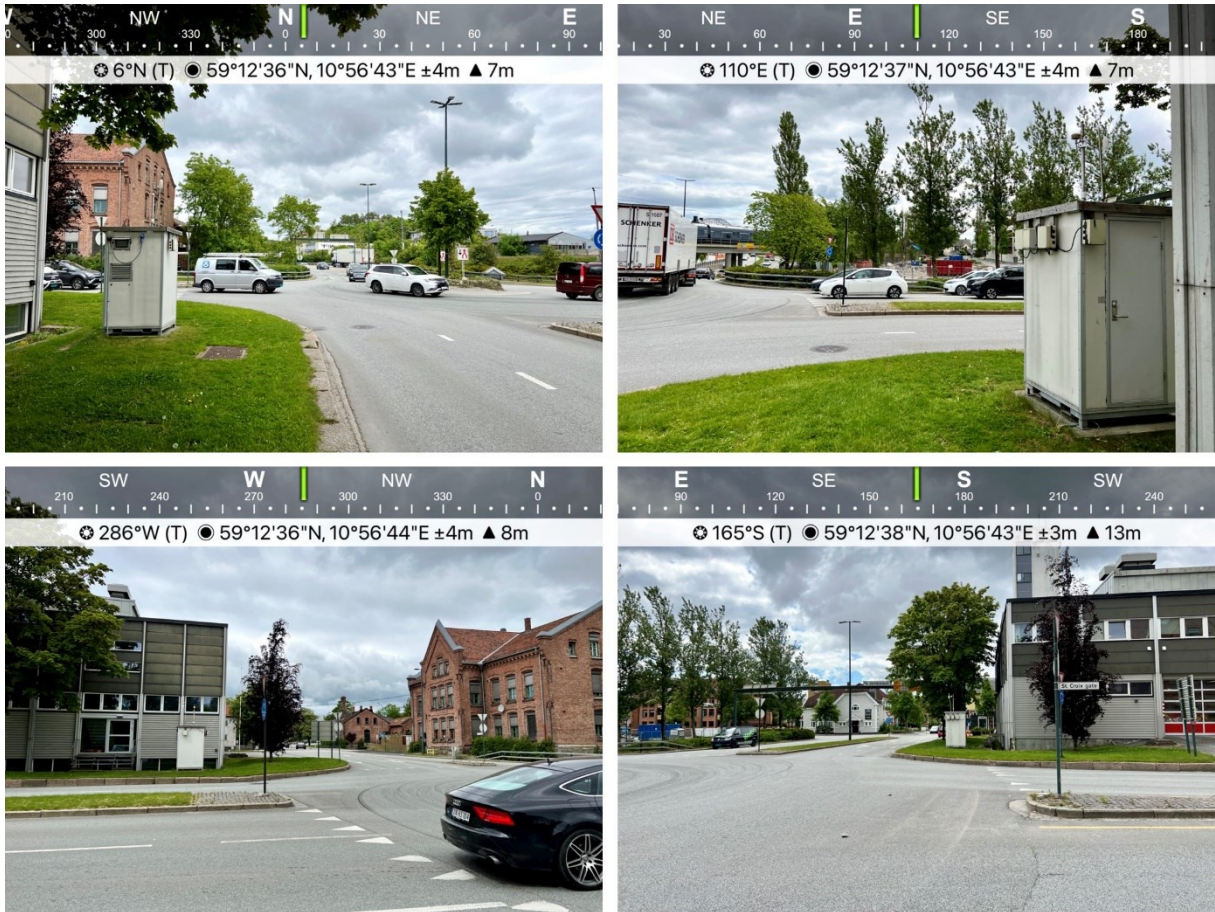 W NW N NE E
0 300 330 0 30 60 90
6°N (T) 59°12'36"N, 10°56'43"E ±4m ▲ 7m
NE E SE S
30 60 90 120 150 180
110°E (T) 59°12'37"N, 10°56'43"E ±4m ▲ 7m
S 1607
SCHENKER
SW W NW N
210 240 270 300 330 0
286°W (T) 59°12'36"N, 10°56'44"E ±4m ▲ 8m
E SE S SW
90 120 150 180 210 240
165°S (T) 59°12'38"N, 10°56'43"E ±3m ▲ 13m
St. Croix gate